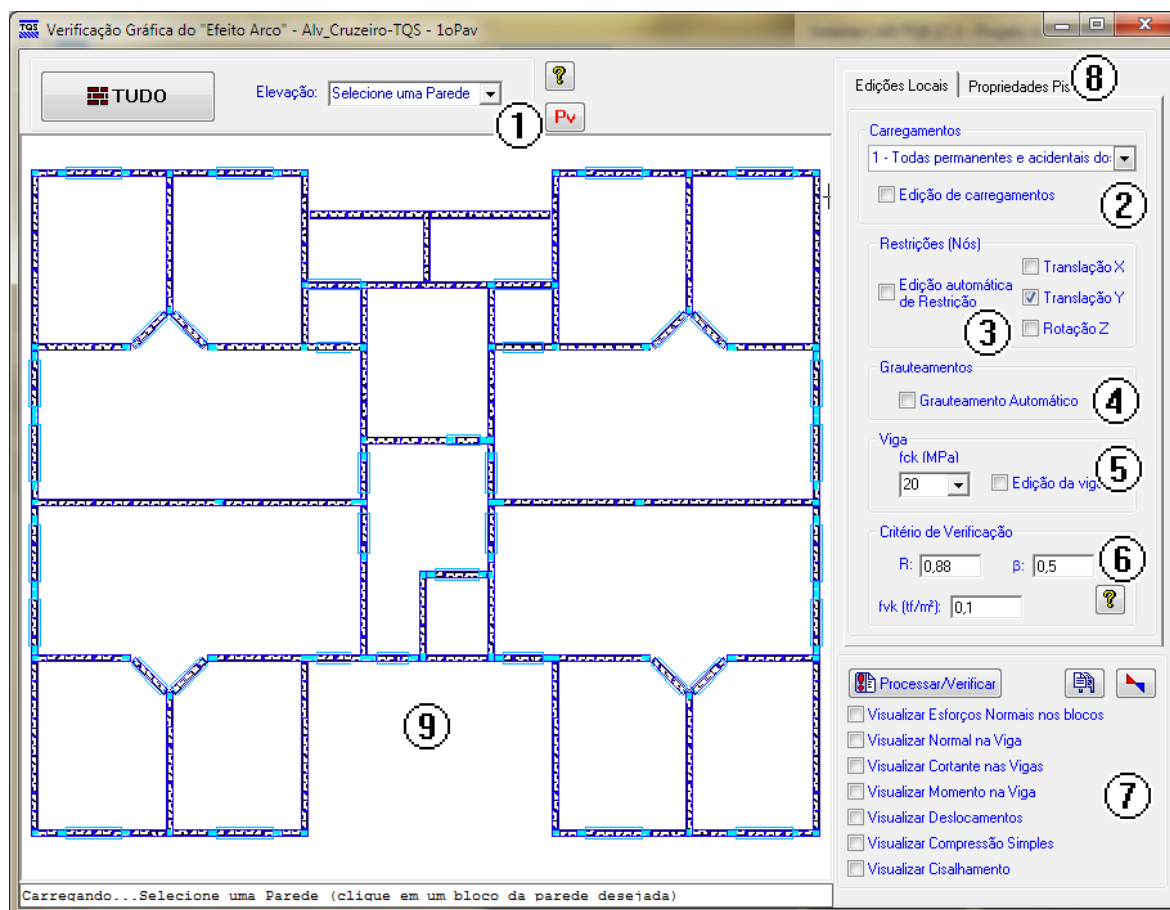 TQS Verificação Gráfica do "Efeito Arco" - Alv_Cruzeiro-TQS - 1oPav
TUDO
Elevação: Selecione uma Parede
?
1
Pv
Edições Locais
Propriedades Pis
8
Carregamentos
1 - Todas permanentes e acidentais do:
Edição de carregamentos
2
Restrições (Nós)
Edição automática
de Restrição
Translação X
Translação Y
Rotação Z
3
Grauteamentos
Grauteamento Automático
4
Viga
fck (MPa)
20
Edição da viga
5
Critério de Verificação
R: 0,88
β: 0,5
6
fvk (tf/m²): 0,1
?
Processar/Verificar
Visualizar Esforços Normais nos blocos
Visualizar Normal na Viga
Visualizar Cortante nas Vigas
Visualizar Momento na Viga
Visualizar Deslocamentos
Visualizar Compressão Simples
Visualizar Cisalhamento
7
9
Carregando...Selecione uma Parede (clique em um bloco da parede desejada)